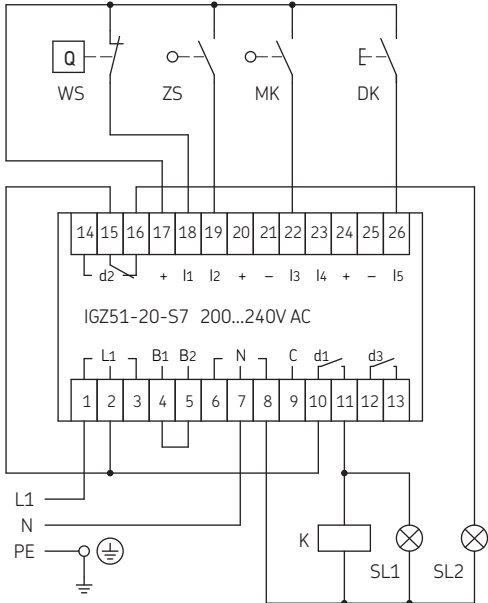 Q
WS ZS MK DK
14 15 16 17 18 19 20 21 22 23 24 25 26
d2 + I1 I2 + – I3 I4 + – I5
IGZ51-20-S7 200...240V AC
L1 B1 B2 N C d1 d3
1 2 3 4 5 6 7 8 9 10 11 12 13
L1
N
PE
K
SL1 SL2